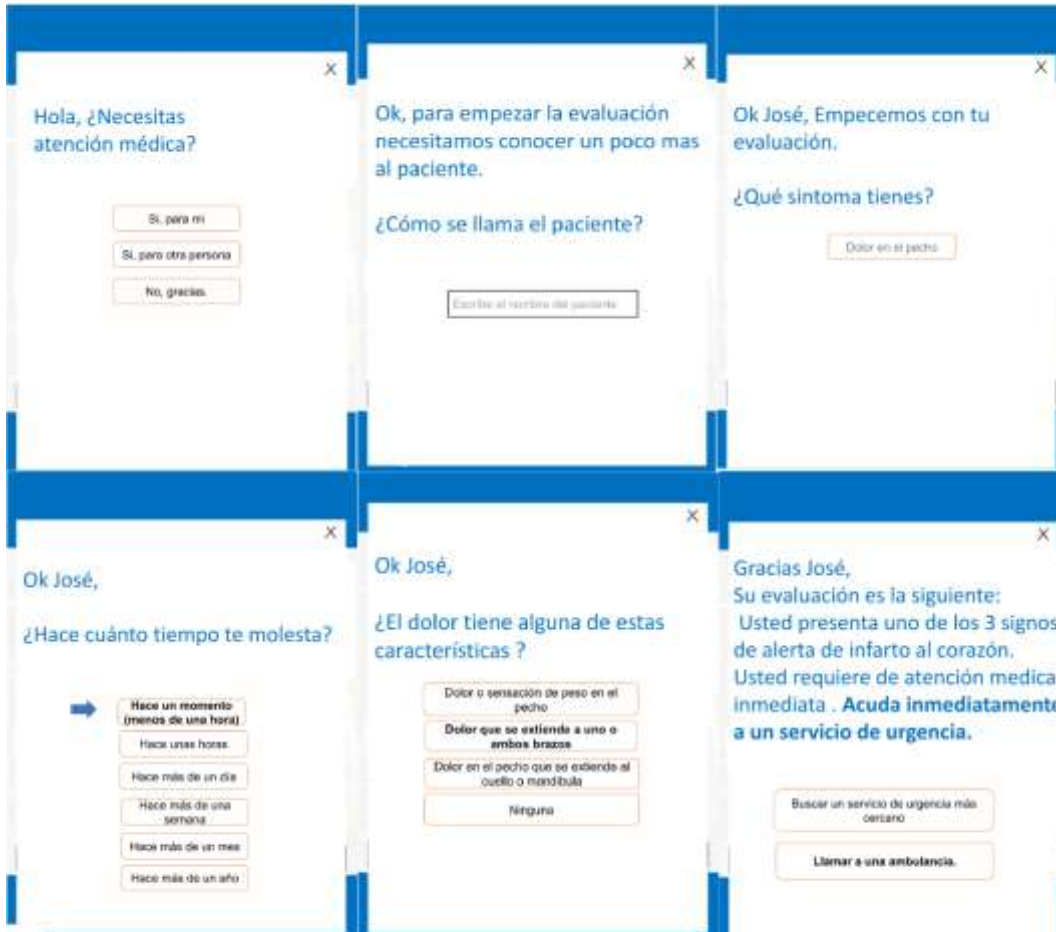 X
Hola, ¿Necesitas
atención médica?
Si, para mi
Si, para otra persona
No, gracias.
X
Ok, para empezar la evaluación
necesitamos conocer un poco mas
al paciente.
¿Cómo se llama el paciente?
Escribe el nombre del paciente
X
Ok José, Empecemos con tu
evaluación.
¿Qué sintoma tienes?
Dolor en el pecho
X
Ok José,
¿Hace cuánto tiempo te molesta?
Hace un momento
(menos de una hora)
Hace unas horas
Hace más de un día
Hace más de una
semana
Hace más de un mes
Hace más de un año
X
Ok José,
¿El dolor tiene alguna de estas
características ?
Dolor o sensación de peso en el
pecho
Dolor que se extiende a uno o
ambos brazos
Dolor en el pecho que se extiende al
cuello o mandíbula
Ninguna
X
Gracias José,
Su evaluación es la siguiente:
Usted presenta uno de los 3 signos
de alerta de infarto al corazón.
Usted requiere de atención medica
inmediata . Acuda inmediatamente
a un servicio de urgencia.
Buscar un servicio de urgencia más
cercano
Llamar a una ambulancia.